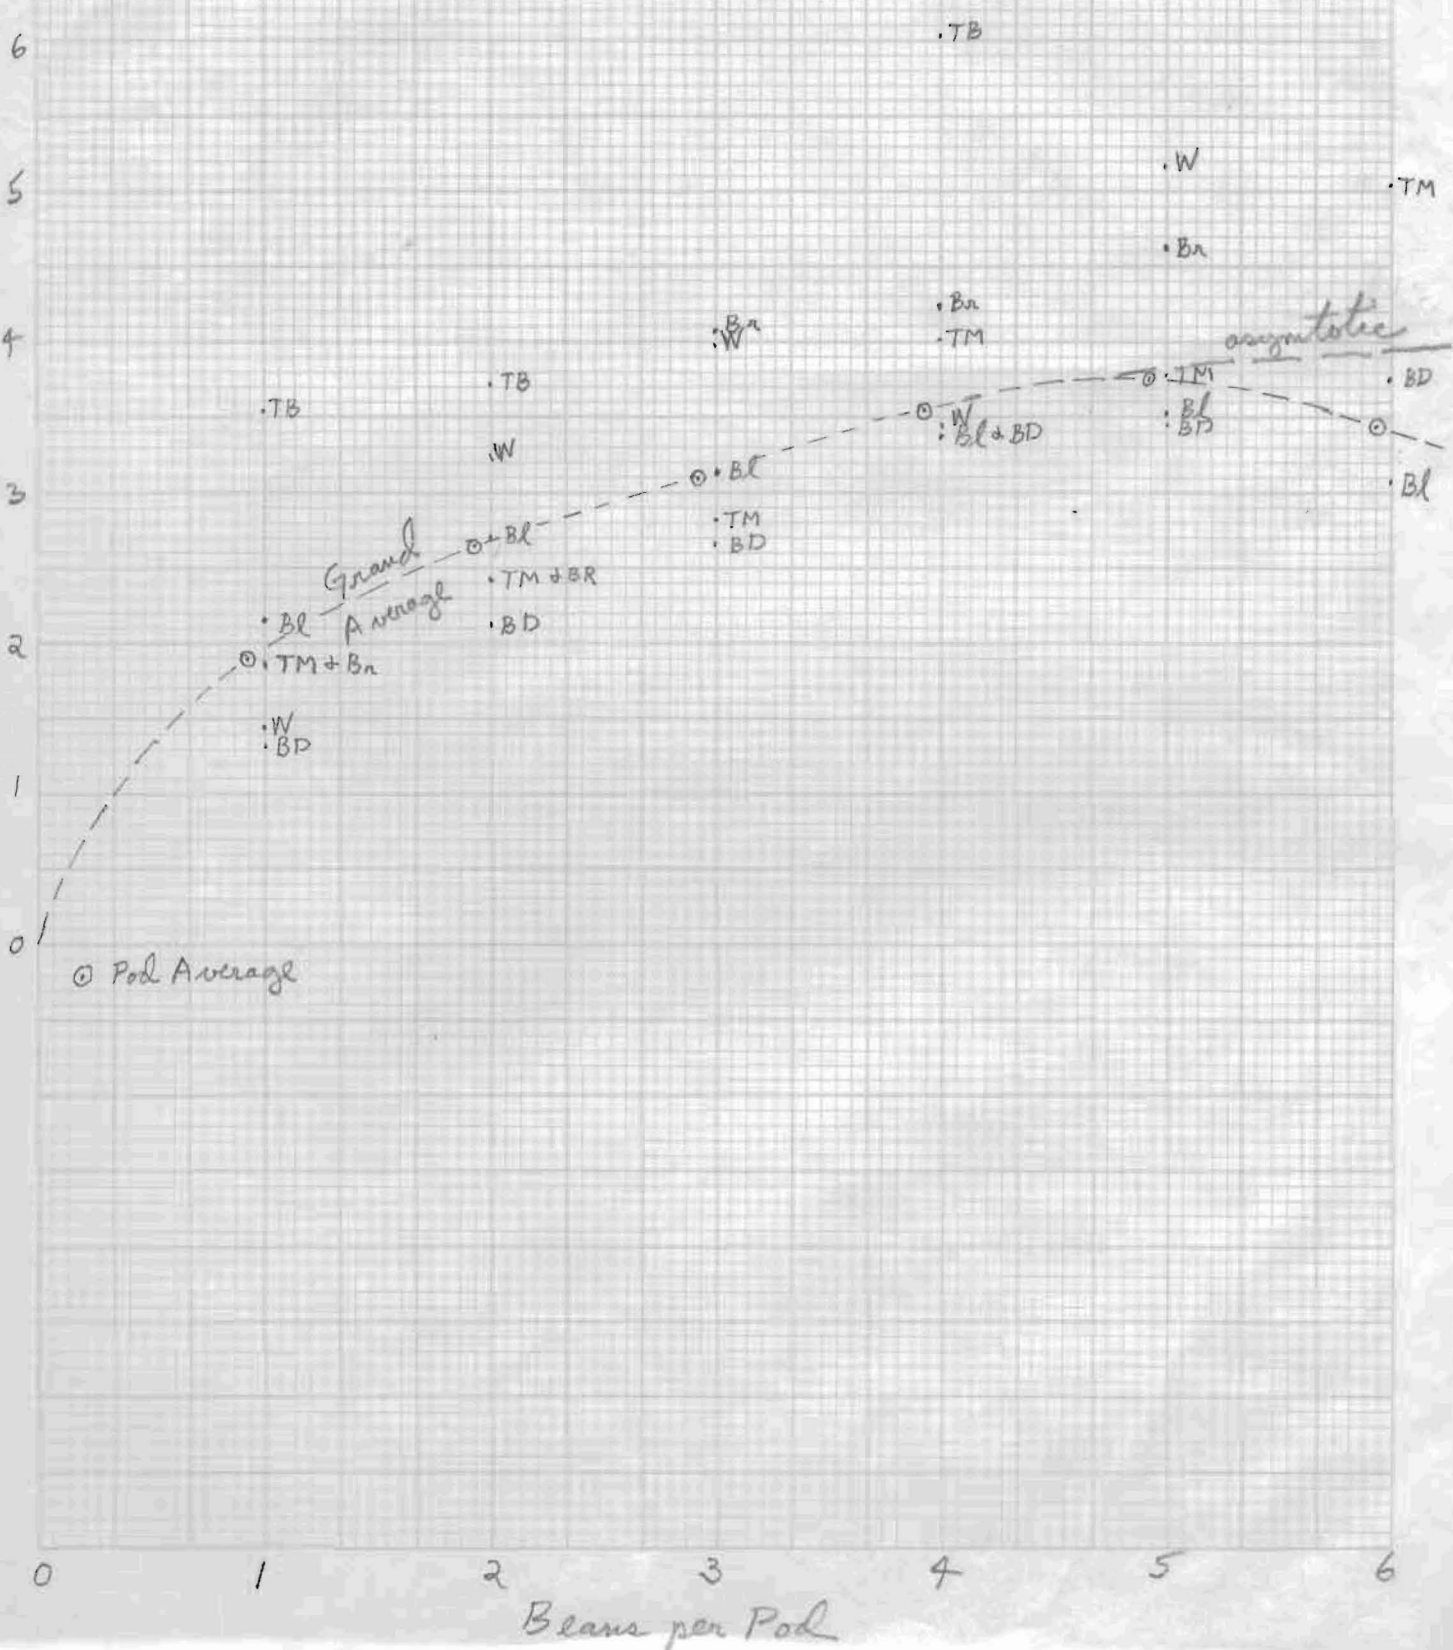 6
.TB
.W
5
.TM
.Br
.Br
asymtotic
4
.Br
:W
.TM
.TB
.TM
.BD
.TB
W
.Bl
.BD
.W
Bl & BD
3
.Bl
.Bl
.TM
.BD
.Bl
Grand
Average
.TM & BR
.Bl
.BD
2
.TM & Br
.W
.BD
1
0
⊙ Pod Average
0 1 2 3 4 5 6
Beans per Pod